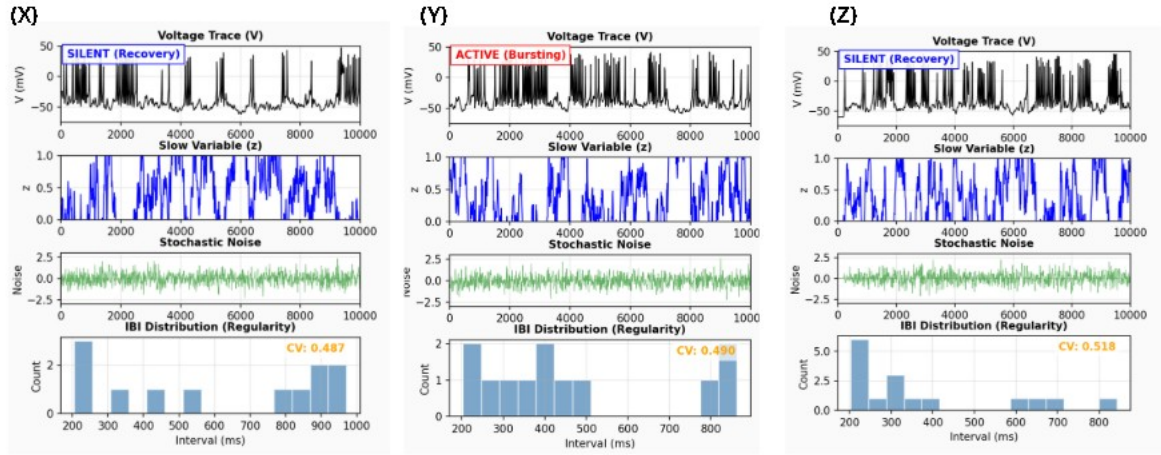 (X)
Voltage Trace (V)
SILENT (Recovery)
50
0
−50
V (mV)
0 2000 4000 6000 8000 10000
Slow Variable (z)
1.0
0.5
0.0
z
0 2000 4000 6000 8000 10000
Stochastic Noise
2.5
0.0
−2.5
Noise
0 2000 4000 6000 8000 10000
IBI Distribution (Regularity)
CV: 0.487
3
2
1
0
Count
200 300 400 500 600 700 800 900 1000
Interval (ms)
(Y)
Voltage Trace (V)
ACTIVE (Bursting)
50
0
−50
V (mV)
0 2000 4000 6000 8000 10000
Slow Variable (z)
1.0
0.5
0.0
z
0 2000 4000 6000 8000 10000
Stochastic Noise
2.5
0.0
−2.5
Noise
0 2000 4000 6000 8000 10000
IBI Distribution (Regularity)
CV: 0.490
2
1
0
Count
200 300 400 500 600 700 800
Interval (ms)
(Z)
Voltage Trace (V)
SILENT (Recovery)
50
0
−50
V (mV)
0 2000 4000 6000 8000 10000
Slow Variable (z)
1.0
0.5
0.0
z
0 2000 4000 6000 8000 10000
Stochastic Noise
2.5
0.0
−2.5
Noise
0 2000 4000 6000 8000 10000
IBI Distribution (Regularity)
CV: 0.518
5.0
2.5
0.0
Count
200 300 400 500 600 700 800
Interval (ms)